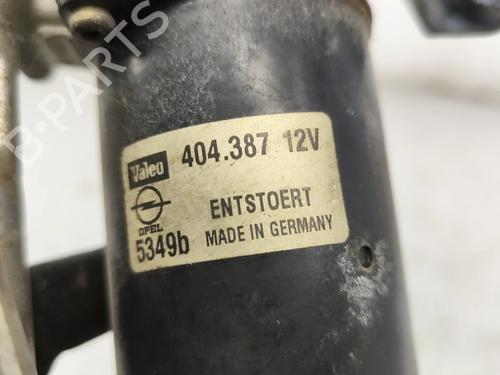 B-PARTS
Valeo 404.387 12V
OPEL ENTSTOERT
5349b MADE IN GERMANY